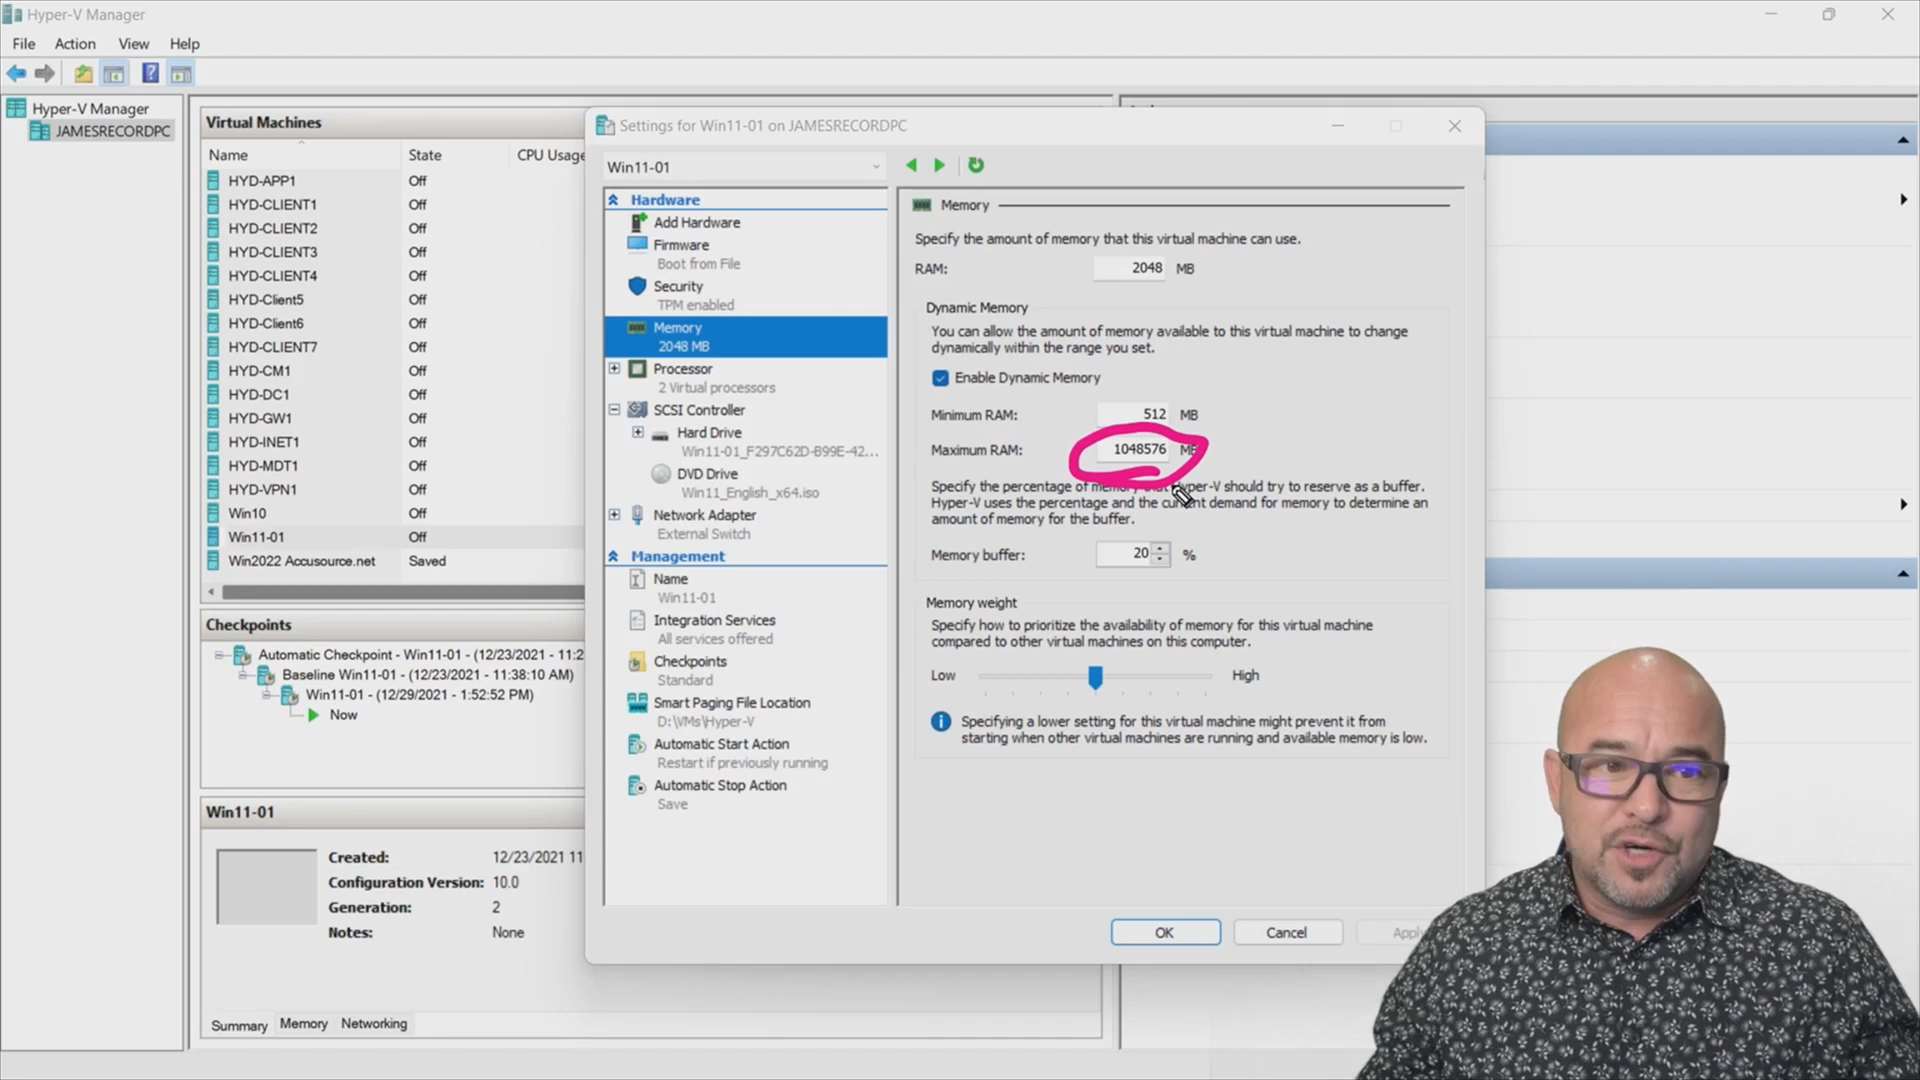 Hyper-V Manager
File Action View Help
Hyper-V Manager
JAMESRECORDPC
Virtual Machines
Name State CPU Usage
HYD-APP1 Off
HYD-CLIENT1 Off
HYD-CLIENT2 Off
HYD-CLIENT3 Off
HYD-CLIENT4 Off
HYD-Client5 Off
HYD-Client6 Off
HYD-CLIENT7 Off
HYD-CM1 Off
HYD-DC1 Off
HYD-GW1 Off
HYD-INET1 Off
HYD-MDT1 Off
HYD-VPN1 Off
Win10 Off
Win11-01 Off
Win2022 Accusource.net Saved
Checkpoints
Automatic Checkpoint - Win11-01 - (12/23/2021 - 11:2
Baseline Win11-01 - (12/23/2021 - 11:38:10 AM)
Win11-01 - (12/29/2021 - 1:52:52 PM)
Now
Win11-01
Created: 12/23/2021 11
Configuration Version: 10.0
Generation: 2
Notes: None
Summary Memory Networking
Settings for Win11-01 on JAMESRECORDPC
Win11-01
Hardware
Add Hardware
Firmware
Boot from File
Security
TPM enabled
Memory
2048 MB
Processor
2 Virtual processors
SCSI Controller
Hard Drive
Win11-01_F297C62D-B99E-42...
DVD Drive
Win11_English_x64.iso
Network Adapter
External Switch
Management
Name
Win11-01
Integration Services
All services offered
Checkpoints
Standard
Smart Paging File Location
D:\VMs\Hyper-V
Automatic Start Action
Restart if previously running
Automatic Stop Action
Save
Memory
Specify the amount of memory that this virtual machine can use.
RAM: 2048 MB
Dynamic Memory
You can allow the amount of memory available to this virtual machine to change
dynamically within the range you set.
Enable Dynamic Memory
Minimum RAM: 512 MB
Maximum RAM: 1048576 MB
Specify the percentage of memory that Hyper-V should try to reserve as a buffer.
Hyper-V uses the percentage and the current demand for memory to determine an
amount of memory for the buffer.
Memory buffer: 20 %
Memory weight
Specify how to prioritize the availability of memory for this virtual machine
compared to other virtual machines on this computer.
Low High
Specifying a lower setting for this virtual machine might prevent it from
starting when other virtual machines are running and available memory is low.
OK Cancel Apply